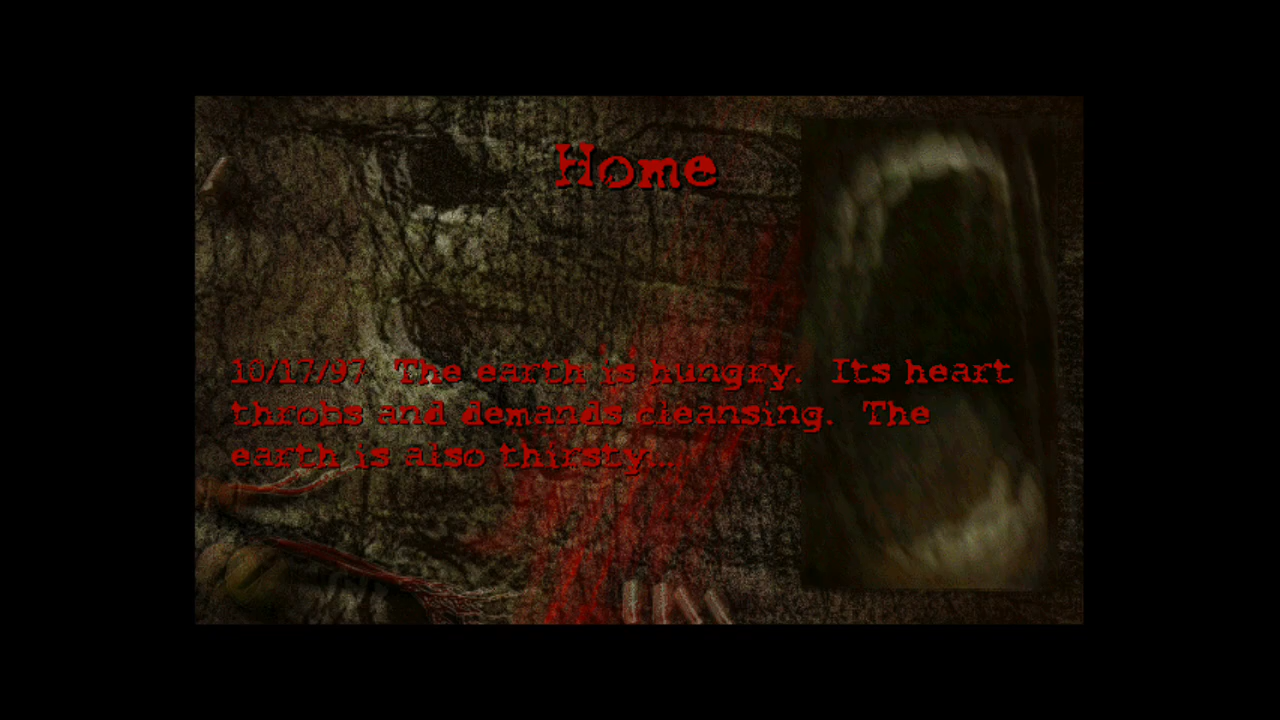 Home
10/17/97  The earth is hungry.  Its heart
throbs and demands cleansing.  The
earth is also thirsty...